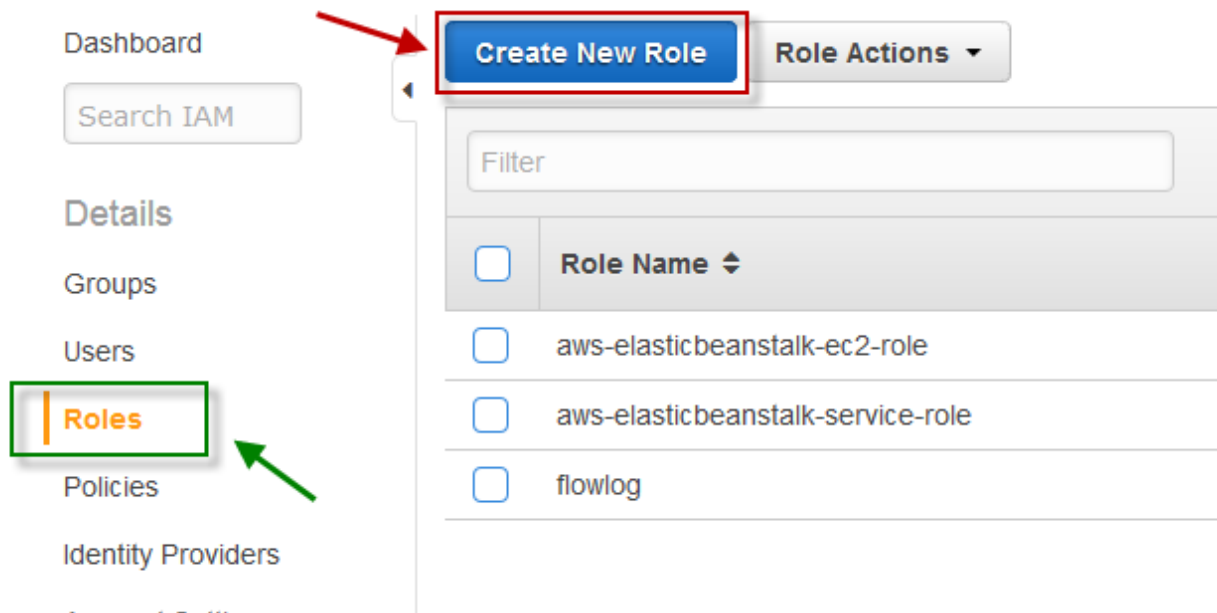 Dashboard
Search IAM
Details
Groups
Users
Roles
Policies
Identity Providers
Create New Role
Role Actions
Filter
Role Name
aws-elasticbeanstalk-ec2-role
aws-elasticbeanstalk-service-role
flowlog